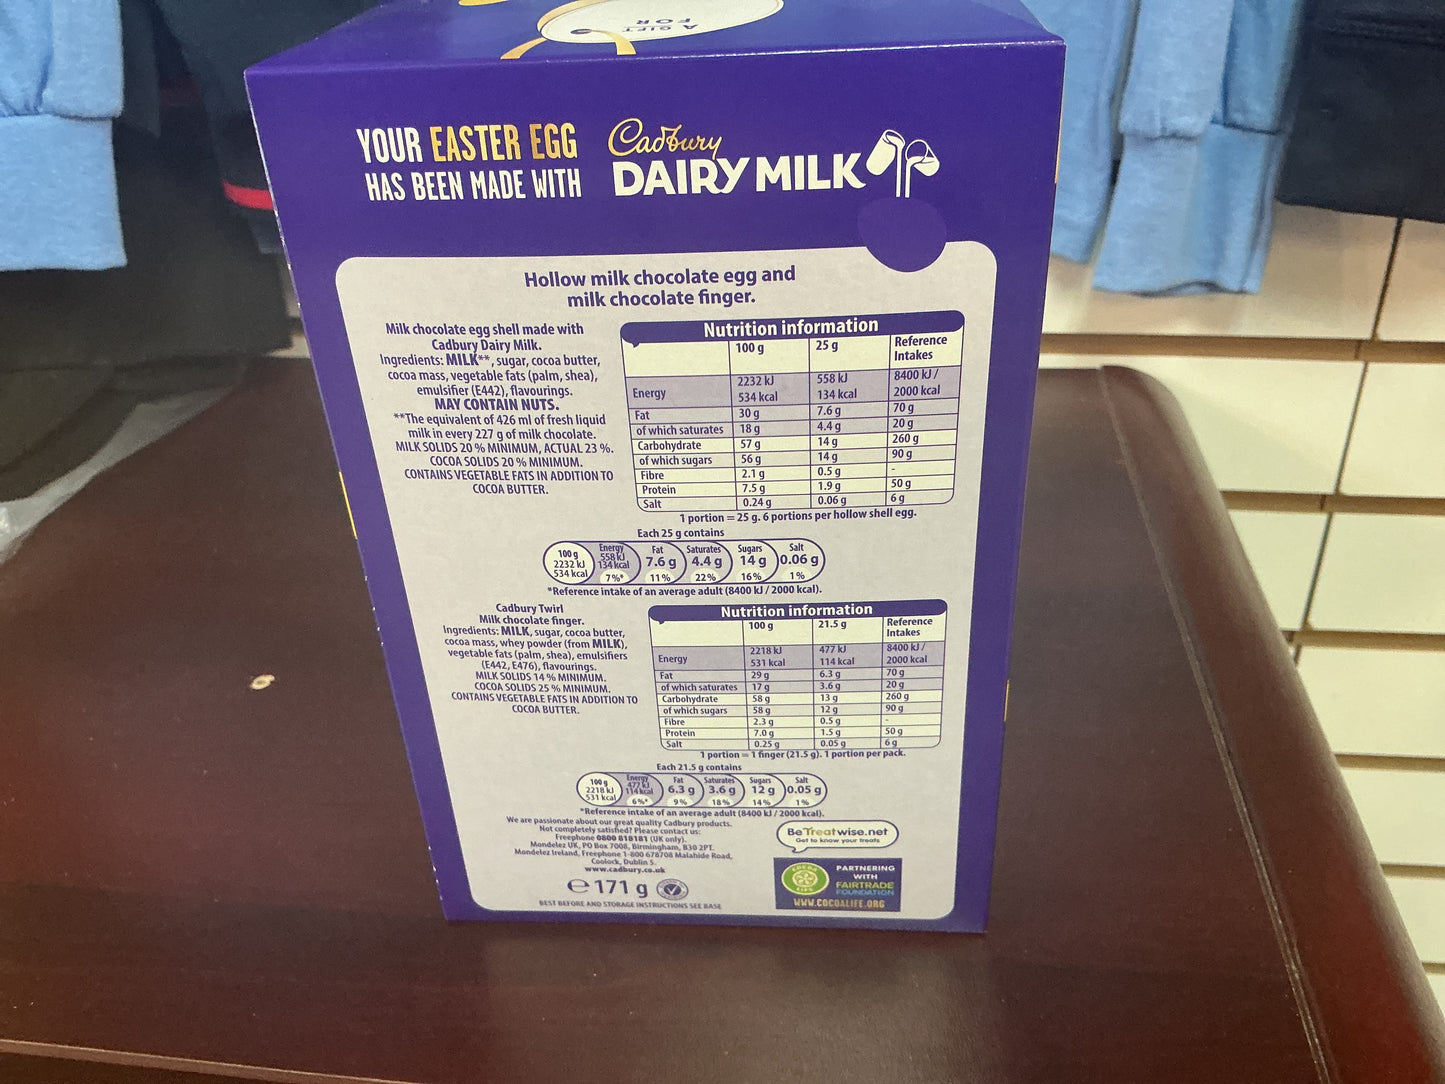 A GIFT
FOR
YOUR EASTER EGG
HAS BEEN MADE WITH
Cadbury
DAIRY MILK
Hollow milk chocolate egg and
milk chocolate finger.
Milk chocolate egg shell made with
Cadbury Dairy Milk.
Ingredients: MILK**, sugar, cocoa butter,
cocoa mass, vegetable fats (palm, shea),
emulsifier (E442), flavourings.
MAY CONTAIN NUTS.
**The equivalent of 426 ml of fresh liquid
milk in every 227 g of milk chocolate.
MILK SOLIDS 20 % MINIMUM, ACTUAL 23 %.
COCOA SOLIDS 20 % MINIMUM.
CONTAINS VEGETABLE FATS IN ADDITION TO
COCOA BUTTER.
Nutrition information
100 g 25 g Reference
Intakes
Energy 2232 kJ 558 kJ 8400 kJ /
534 kcal 134 kcal 2000 kcal
Fat 30 g 7.6 g 70 g
of which saturates 18 g 4.4 g 20 g
Carbohydrate 57 g 14 g 260 g
of which sugars 56 g 14 g 90 g
Fibre 2.1 g 0.5 g -
Protein 7.5 g 1.9 g 50 g
Salt 0.24 g 0.06 g 6 g
1 portion = 25 g. 6 portions per hollow shell egg.
Each 25 g contains
100 g Energy Fat Saturates Sugars Salt
2232 kJ 558 kJ 7.6 g 4.4 g 14 g 0.06 g
534 kcal 134 kcal
7%* 11% 22% 16% 1%
*Reference intake of an average adult (8400 kJ / 2000 kcal).
Cadbury Twirl
Milk chocolate finger.
Ingredients: MILK, sugar, cocoa butter,
cocoa mass, whey powder (from MILK),
vegetable fats (palm, shea), emulsifiers
(E442, E476), flavourings.
MILK SOLIDS 14 % MINIMUM.
COCOA SOLIDS 25 % MINIMUM.
CONTAINS VEGETABLE FATS IN ADDITION TO
COCOA BUTTER.
Nutrition information
100 g 21.5 g Reference
Intakes
Energy 2218 kJ 477 kJ 8400 kJ /
531 kcal 114 kcal 2000 kcal
Fat 29 g 6.3 g 70 g
of which saturates 17 g 3.6 g 20 g
Carbohydrate 58 g 13 g 260 g
of which sugars 58 g 12 g 90 g
Fibre 2.3 g 0.5 g -
Protein 7.0 g 1.5 g 50 g
Salt 0.25 g 0.05 g 6 g
1 portion = 1 finger (21.5 g). 1 portion per pack.
Each 21.5 g contains
100 g Energy Fat Saturates Sugars Salt
2218 kJ 477 kJ 6.3 g 3.6 g 12 g 0.05 g
531 kcal 114 kcal
6%* 9% 18% 14% 1%
*Reference intake of an average adult (8400 kJ / 2000 kcal).
We are passionate about our great quality Cadbury products.
Not completely satisfied? Please contact us:
Freephone 0800 818181 (UK only).
Mondelez UK, PO Box 7008, Birmingham, B30 2PT.
Mondelez Ireland, Freephone 1-800 678708 Malahide Road,
Coolock, Dublin 5.
www.cadbury.co.uk
e 171 g
BEST BEFORE AND STORAGE INSTRUCTIONS SEE BASE
BeTreatwise.net
Get to know your treats
COCOA
LIFE
PARTNERING
WITH
FAIRTRADE
FOUNDATION
WWW.COCOALIFE.ORG